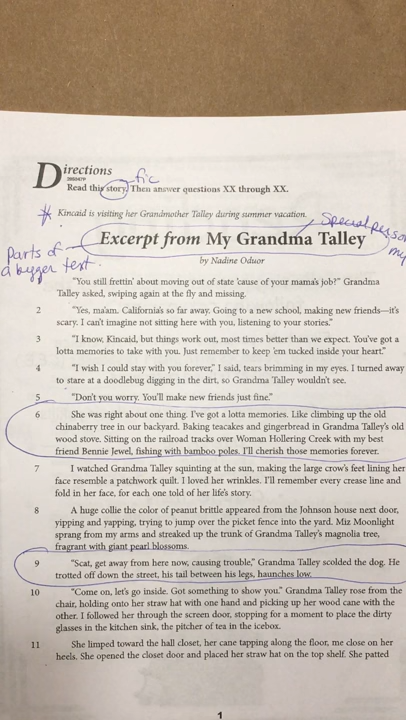 Directions
Read this story. Then answer questions XX through XX.
fic
* Kincaid is visiting her Grandmother Talley during summer vacation.
Special person
my
Parts of
a bigger text.
Excerpt from My Grandma Talley
by Nadine Oduor
"You still frettin' about moving out of state 'cause of your mama's job?" Grandma
Talley asked, swiping again at the fly and missing.
2 "Yes, ma'am. California's so far away. Going to a new school, making new friends—it's
scary. I can't imagine not sitting here with you, listening to your stories."
3 "I know, Kincaid, but things work out, most times better than we expect. You've got a
lotta memories to take with you. Just remember to keep 'em tucked inside your heart."
4 "I wish I could stay with you forever," I said, tears brimming in my eyes. I turned away
to stare at a doodlebug digging in the dirt, so Grandma Talley wouldn't see.
5 "Don't you worry. You'll make new friends just fine."
6 She was right about one thing. I've got a lotta memories. Like climbing up the old
chinaberry tree in our backyard. Baking teacakes and gingerbread in Grandma Talley's old
wood stove. Sitting on the railroad tracks over Woman Hollering Creek with my best
friend Bennie Jewel, fishing with bamboo poles. I'll cherish those memories forever.
7 I watched Grandma Talley squinting at the sun, making the large crow's feet lining her
face resemble a patchwork quilt. I loved her wrinkles. I'll remember every crease line and
fold in her face, for each one told of her life's story.
8 A huge collie the color of peanut brittle appeared from the Johnson house next door,
yipping and yapping, trying to jump over the picket fence into the yard. Miz Moonlight
sprang from my arms and streaked up the trunk of Grandma Talley's magnolia tree,
fragrant with giant pearl blossoms.
9 "Scat, get away from here now, causing trouble," Grandma Talley scolded the dog. He
trotted off down the street, his tail between his legs, haunches low.
10 "Come on, let's go inside. Got something to show you." Grandma Talley rose from the
chair, holding onto her straw hat with one hand and picking up her wood cane with the
other. I followed her through the screen door, stopping for a moment to place the dirty
glasses in the kitchen sink, the pitcher of tea in the icebox.
11 She limped toward the hall closet, her cane tapping along the floor, me close on her
heels. She opened the closet door and placed her straw hat on the top shelf. She patted
1